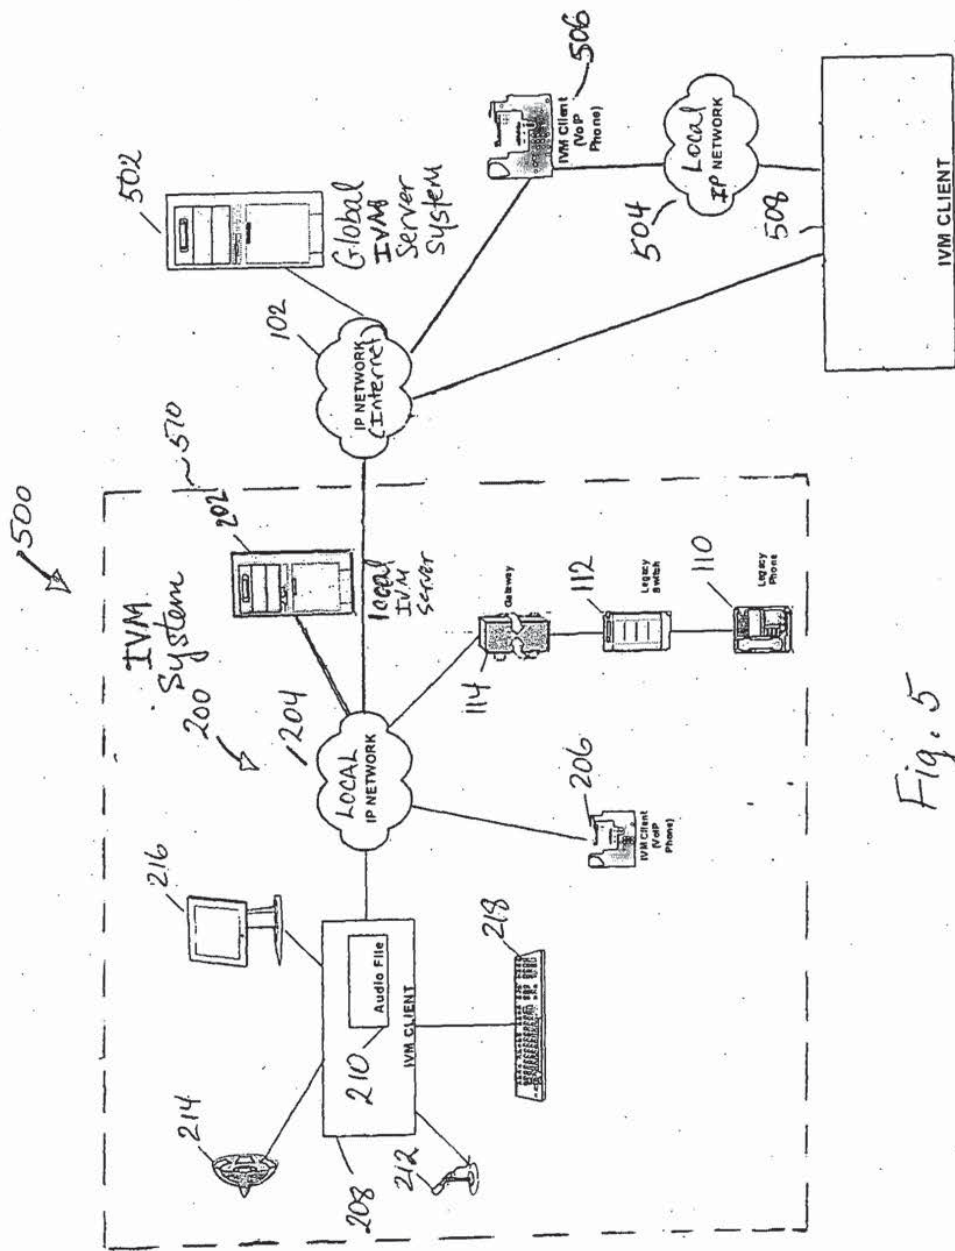 500
IVM
System
200
510
202
local
IVM
Server
204
LOCAL
IP NETWORK
216
214
Audio File
210
IVM CLIENT
208
212
218
206
IVM Client
(VoIP
Phone)
114
Gateway
112
Legacy
Switch
110
Legacy
Phone
102
IP NETWORK
(Internet)
502
Global
IVM
Server
System
506
IVM Client
(VoIP
Phone)
Local
IP NETWORK
504
508
IVM CLIENT
Fig. 5